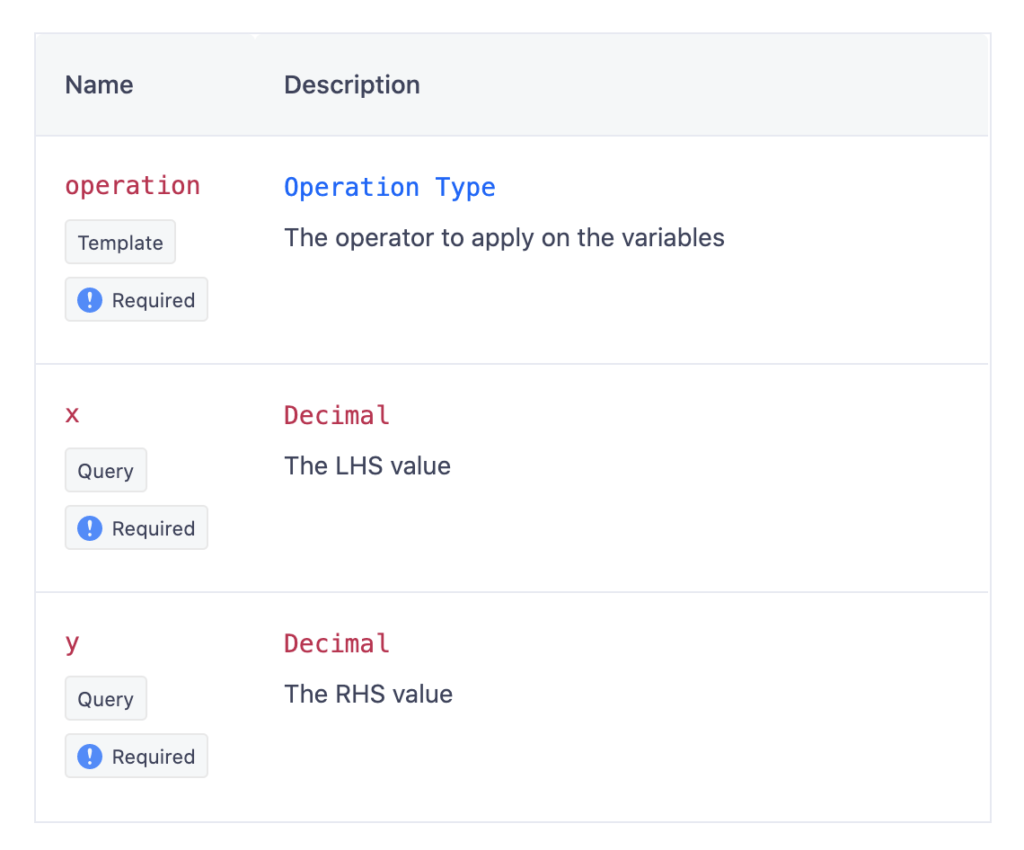 Name Description
operation Operation Type
Template The operator to apply on the variables
! Required
x Decimal
Query The LHS value
! Required
y Decimal
Query The RHS value
! Required